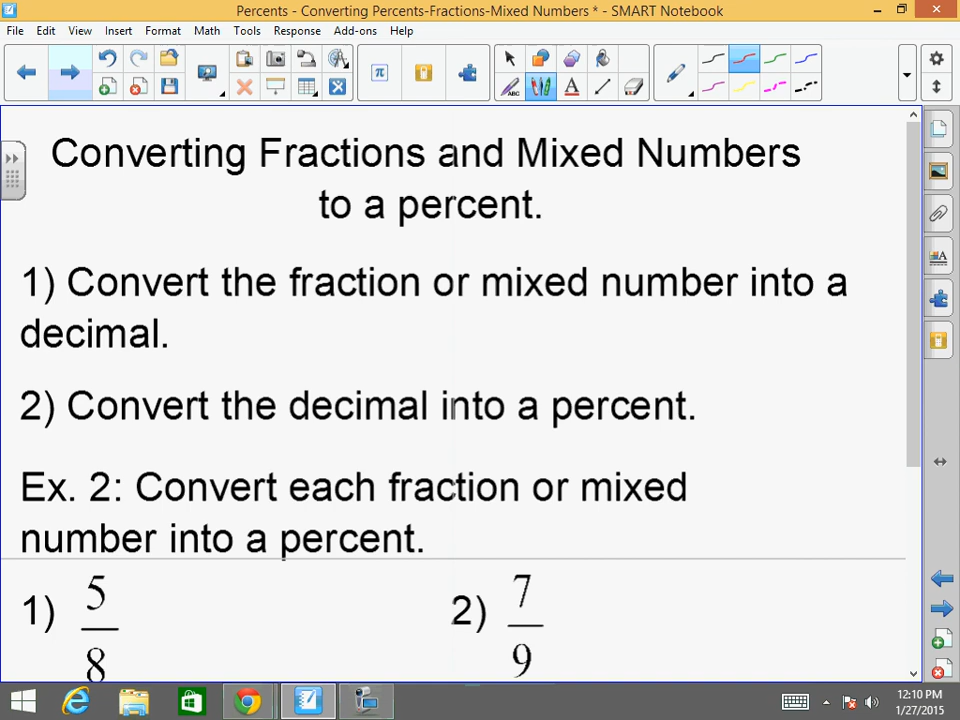 Percents - Converting Percents-Fractions-Mixed Numbers * - SMART Notebook
File Edit View Insert Format Math Tools Response Add-ons Help
Converting Fractions and Mixed Numbers
to a percent.
1) Convert the fraction or mixed number into a
decimal.
2) Convert the decimal into a percent.
Ex. 2: Convert each fraction or mixed
number into a percent.
1) 5/8 2) 7/9
12:10 PM
1/27/2015